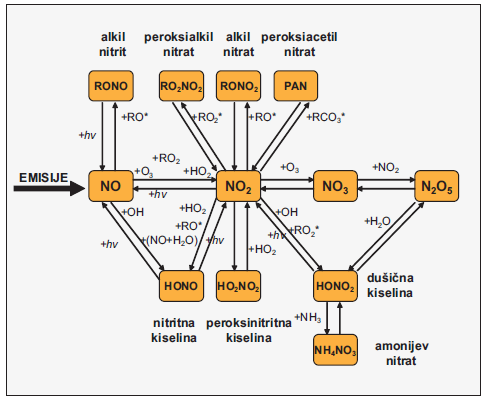 alkil peroksialkil alkil peroksiacetil
nitrit nitrat nitrat nitrat
RONO RO₂NO₂ RONO₂ PAN
+RO* +RO₂* +RO* +RCO₃*
+hv
+RO₂
+O₃ +HO₂ +O₃ +NO₂
EMISIJE NO NO₂ NO₃ N₂O₅
+hv
+OH +HO₂ +OH
+RO* +H₂O
+hv +(NO+H₂O) +hv +hv +RO₂*
+HO₂
HONO HO₂NO₂ HONO₂ dušična
kiselina
nitritna peroksinitritna +NH₃
kiselina kiselina
NH₄NO₃ amonijev
nitrat